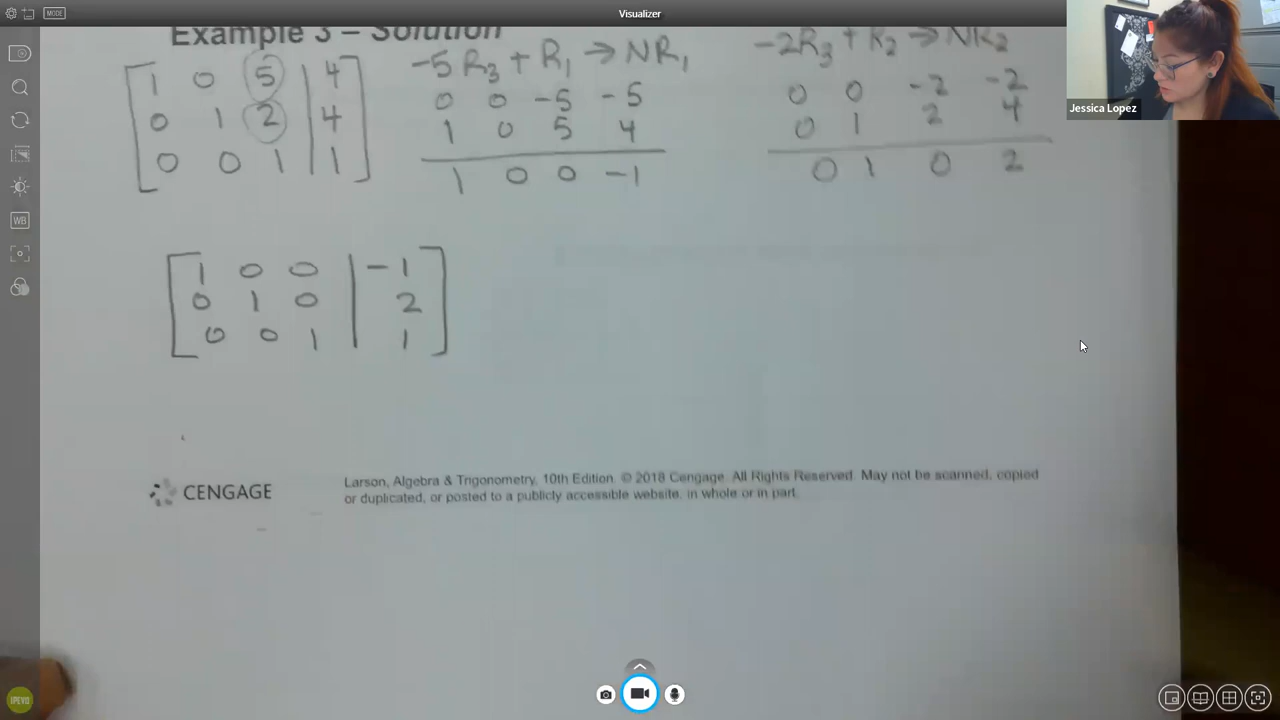 Visualizer
MODE
Jessica Lopez
Example 3 – Solution
1 0 5 | 4
0 1 2 | 4
0 0 1 | 1
-5 R₃ + R₁ → NR₁
0 0 -5 -5
1 0 5 4
1 0 0 -1
-2R₃ + R₂ → NR₂
0 0 -2 -2
0 1 2 4
0 1 0 2
1 0 0 | -1
0 1 0 | 2
0 0 1 | 1
CENGAGE
Larson, Algebra & Trigonometry, 10th Edition. © 2018 Cengage. All Rights Reserved. May not be scanned, copied
or duplicated, or posted to a publicly accessible website, in whole or in part.
WB
IPEVO